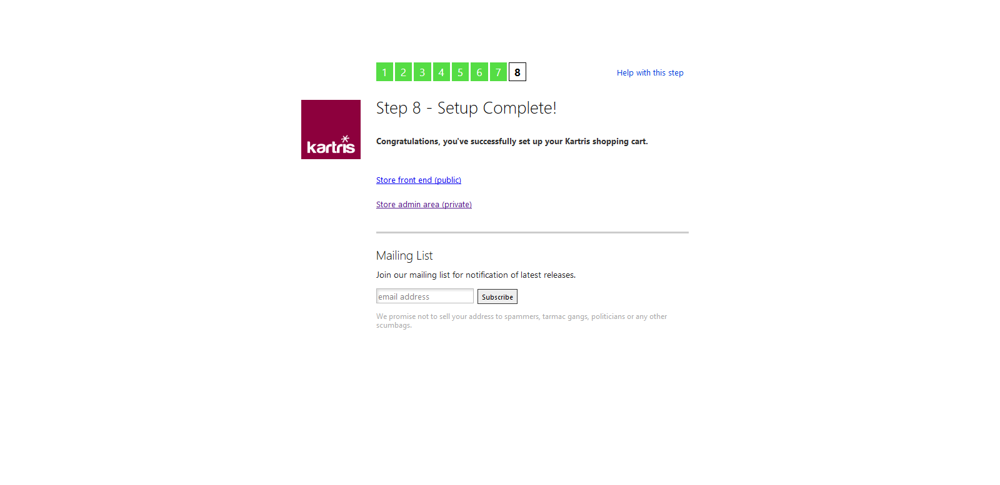 1 2 3 4 5 6 7 8
Help with this step
kartris
Step 8 - Setup Complete!
Congratulations, you've successfully set up your Kartris shopping cart.
Store front end (public)
Store admin area (private)
Mailing List
Join our mailing list for notification of latest releases.
email address
Subscribe
We promise not to sell your address to spammers, tarmac gangs, politicians or any other
scumbags.